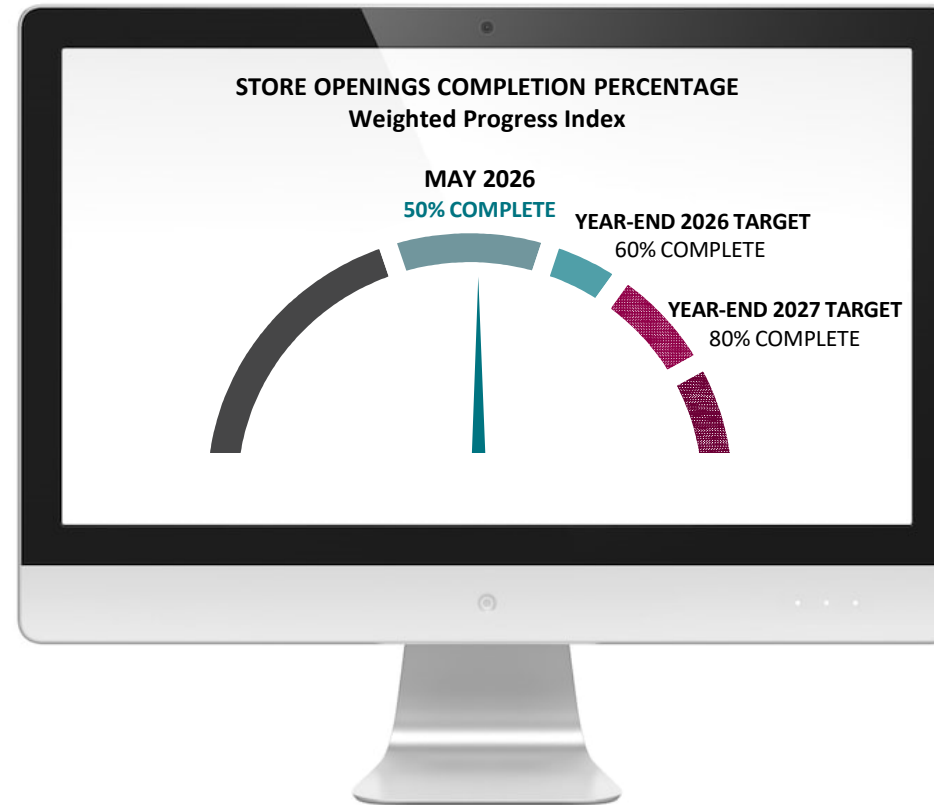 STORE OPENINGS COMPLETION PERCENTAGE
Weighted Progress Index
MAY 2026
50% COMPLETE
YEAR-END 2026 TARGET
60% COMPLETE
YEAR-END 2027 TARGET
80% COMPLETE